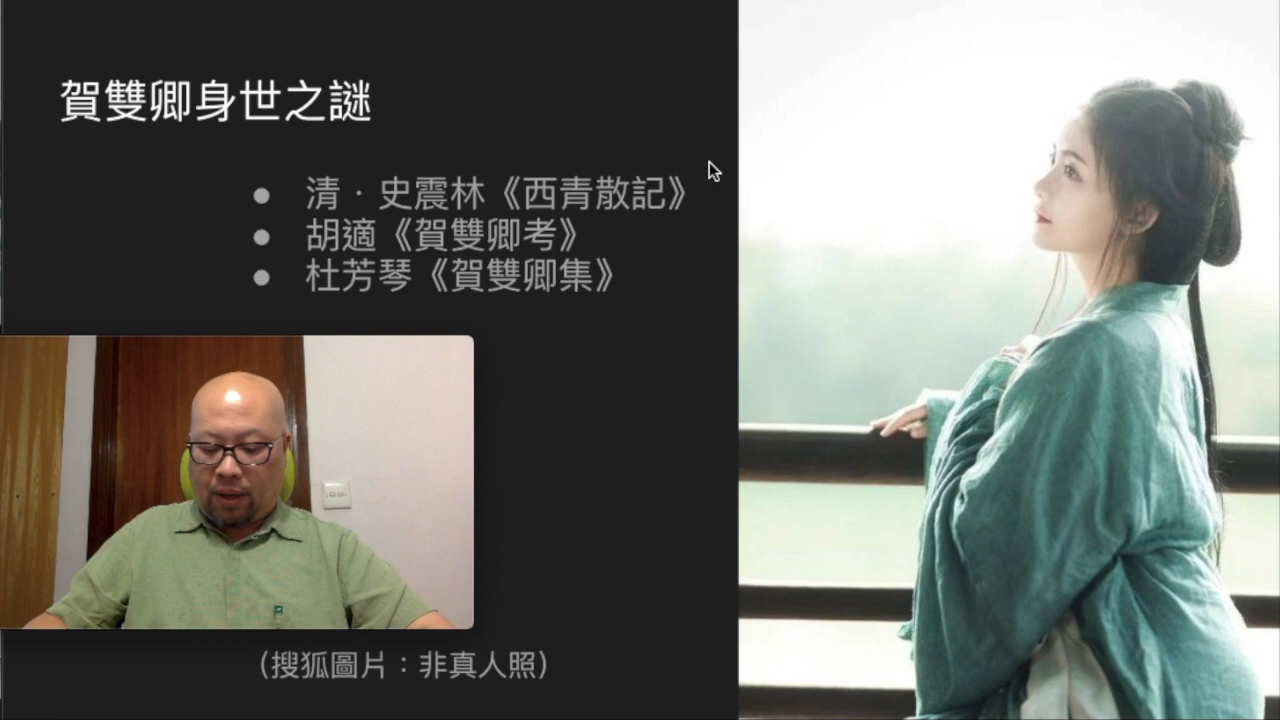 賀雙卿身世之謎
● 清．史震林《西青散記》
● 胡適《賀雙卿考》
● 杜芳琴《賀雙卿集》
（搜狐圖片：非真人照）